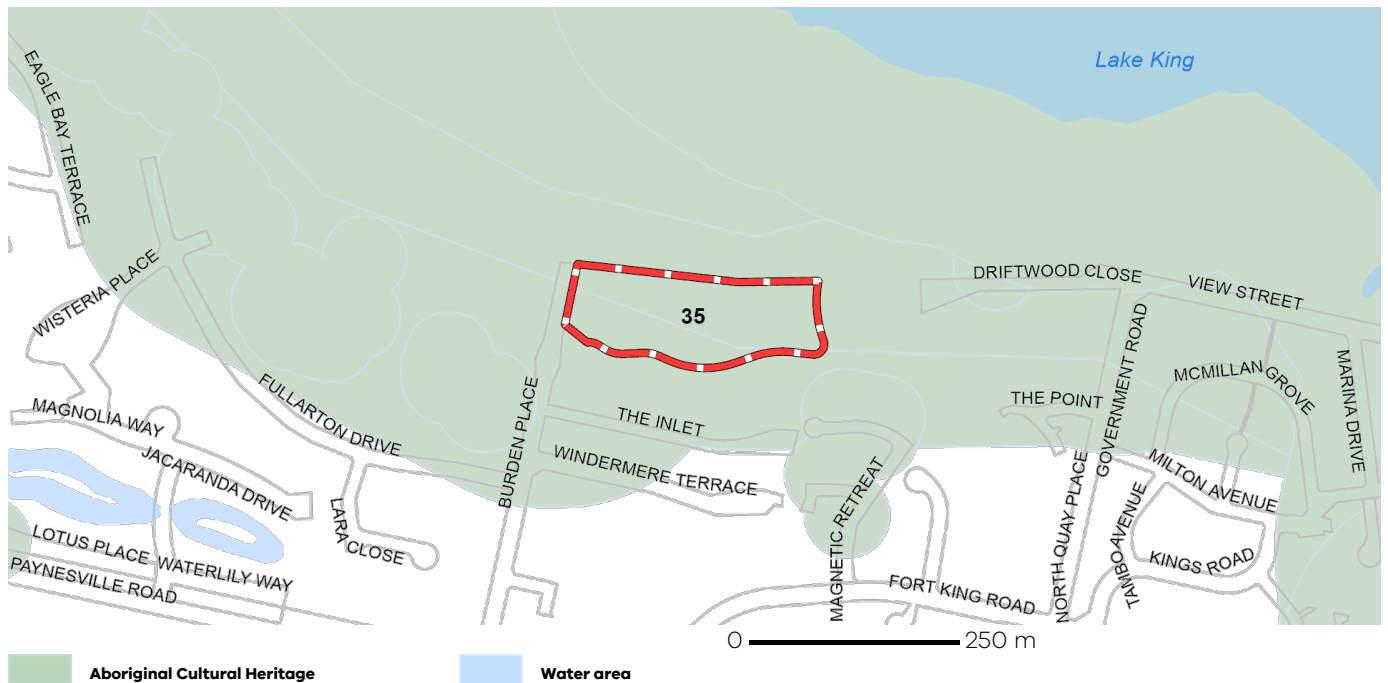 Lake King
EAGLE BAY TERRACE
WISTERIA PLACE
DRIFTWOOD CLOSE
VIEW STREET
35
GOVERNMENT ROAD
MCMILLAN GROVE
MARINA DRIVE
FULLARTON DRIVE
BURDEN PLACE
THE POINT
MAGNOLIA WAY
THE INLET
JACARANDA DRIVE
WINDERMERE TERRACE
MAGNETIC RETREAT
NORTH QUAY PLACE
MILTON AVENUE
LARA CLOSE
TAMBO AVENUE
LOTUS PLACE
WATERLILY WAY
KINGS ROAD
PAYNESVILLE ROAD
FORT KING ROAD
0 250 m
Aboriginal Cultural Heritage
Water area